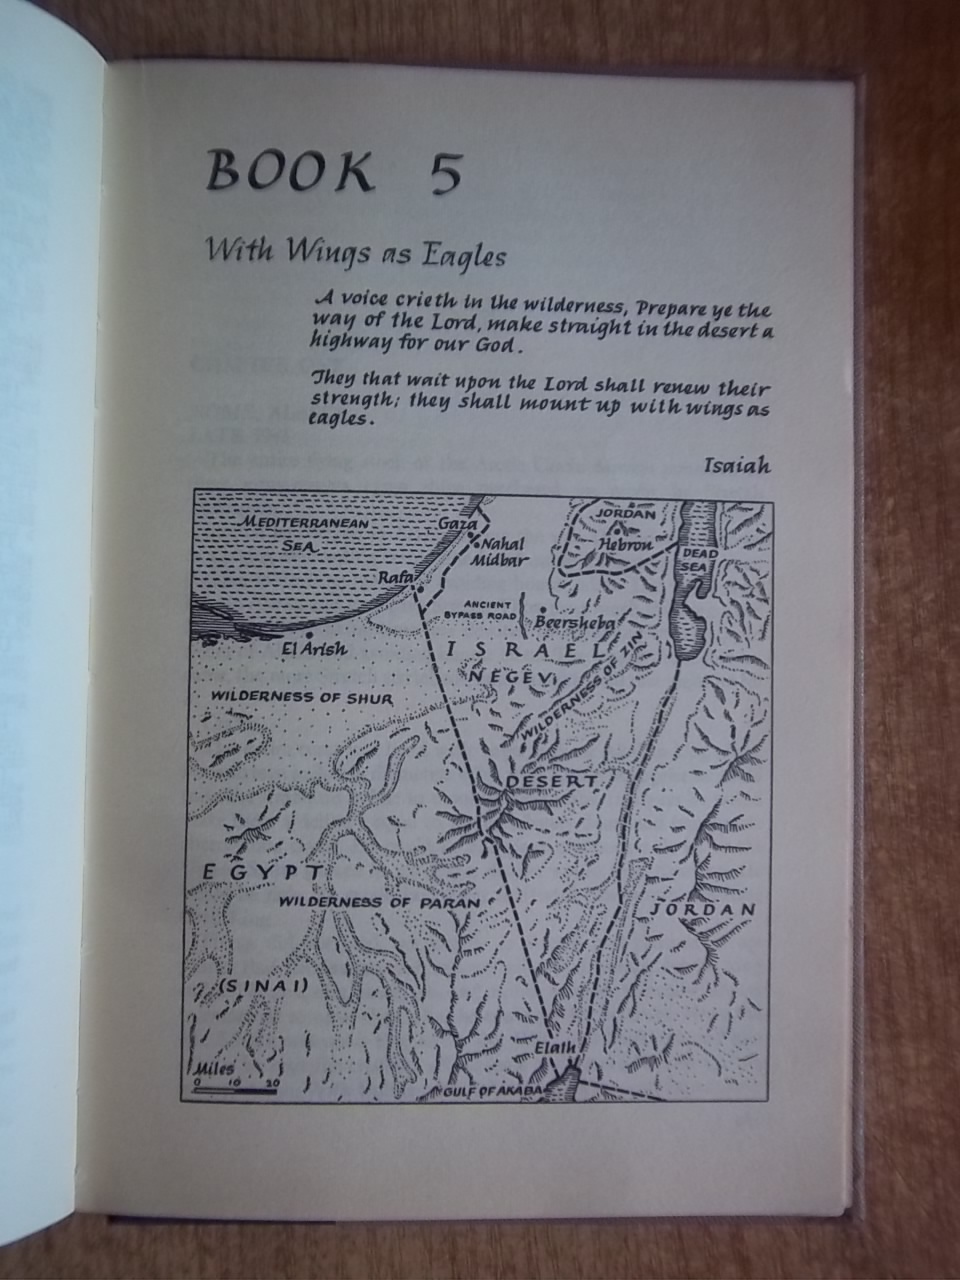 BOOK 5
With Wings as Eagles
A voice crieth in the wilderness, Prepare ye the
way of the Lord, make straight in the desert a
highway for our God.
They that wait upon the Lord shall renew their
strength; they shall mount up with wings as
eagles.
Isaiah
MEDITERRANEAN
SEA
Gaza
Nahal
Midbar
JORDAN
Hebron
DEAD
SEA
Rafa
ANCIENT
BYPASS ROAD
Beersheba
El Arish
ISRAEL
NEGEV
WILDERNESS OF ZIN
WILDERNESS OF SHUR
DESERT
EGYPT
WILDERNESS OF PARAN
JORDAN
(SINAI)
Elath
Miles
0 10 20
GULF OF AKABA